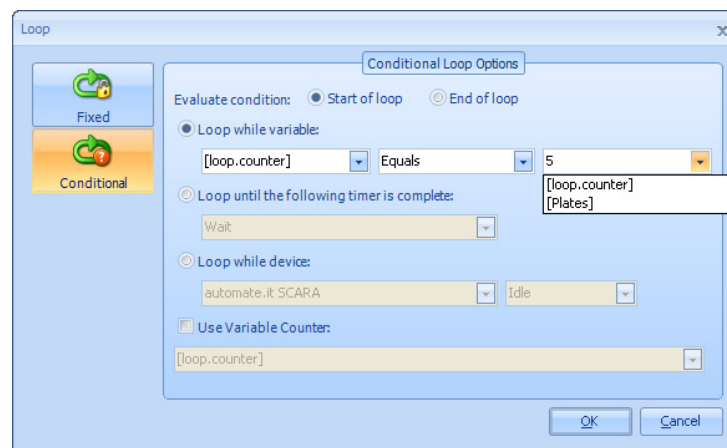 Loop
Conditional Loop Options
Fixed
Conditional
Evaluate condition: Start of loop End of loop
Loop while variable:
[loop.counter] Equals 5
[loop.counter]
[Plates]
Loop until the following timer is complete:
Wait
Loop while device:
automate.it SCARA Idle
Use Variable Counter:
[loop.counter]
OK Cancel